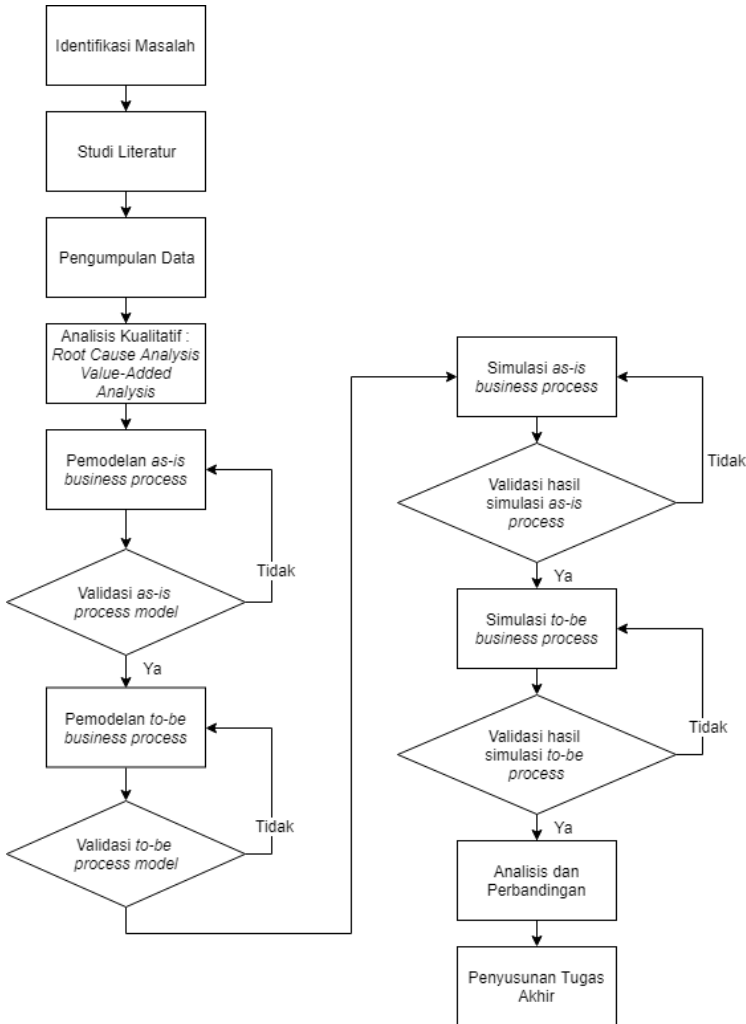 Identifikasi Masalah
Studi Literatur
Pengumpulan Data
Analisis Kualitatif :
Root Cause Analysis
Value-Added
Analysis
Pemodelan as-is
business process
Tidak
Validasi as-is
process model
Ya
Pemodelan to-be
business process
Tidak
Validasi to-be
process model
Simulasi as-is
business process
Tidak
Validasi hasil
simulasi as-is
process
Ya
Simulasi to-be
business process
Tidak
Validasi hasil
simulasi to-be
process
Ya
Analisis dan
Perbandingan
Penyusunan Tugas
Akhir